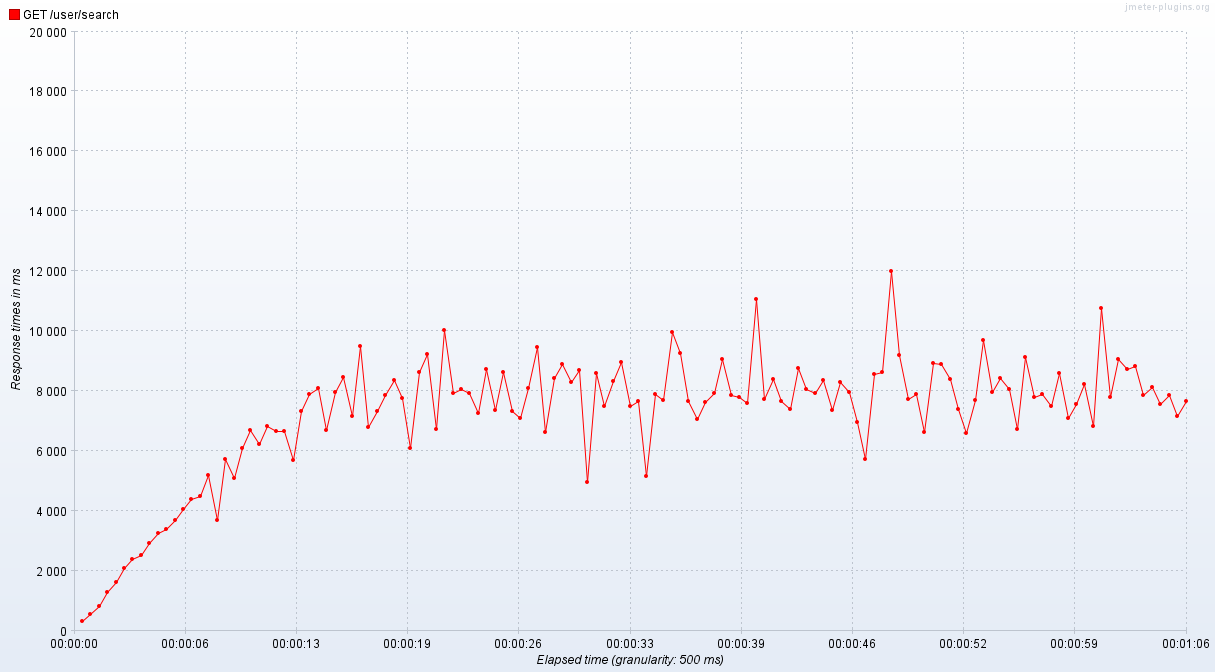 GET /user/search
jmeter-plugins.org
20 000
18 000
16 000
14 000
12 000
10 000
8 000
6 000
4 000
2 000
0
Response times in ms
00:00:00 00:00:06 00:00:13 00:00:19 00:00:26 00:00:33 00:00:39 00:00:46 00:00:52 00:00:59 00:01:06
Elapsed time (granularity: 500 ms)